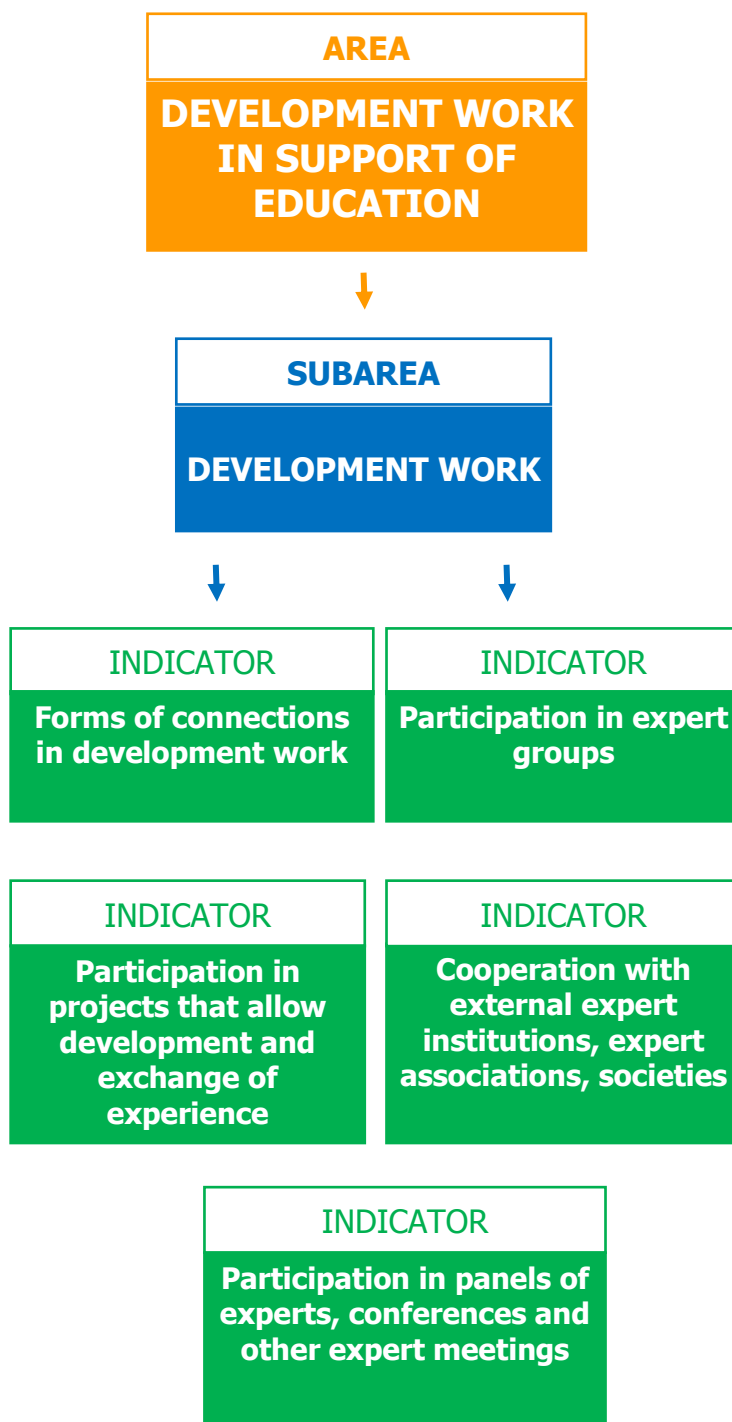 AREA
DEVELOPMENT WORK
IN SUPPORT OF
EDUCATION
SUBAREA
DEVELOPMENT WORK
INDICATOR
Forms of connections
in development work
INDICATOR
Participation in expert
groups
INDICATOR
Participation in
projects that allow
development and
exchange of
experience
INDICATOR
Cooperation with
external expert
institutions, expert
associations, societies
INDICATOR
Participation in panels of
experts, conferences and
other expert meetings